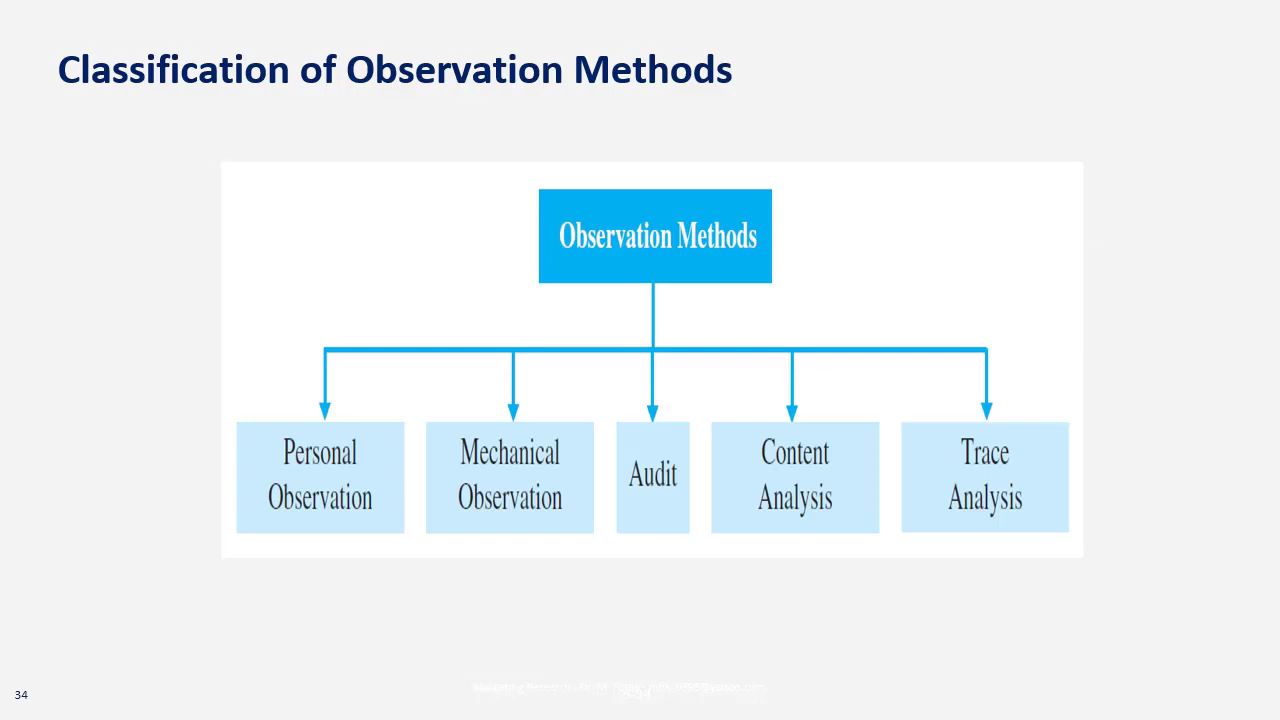 Classification of Observation Methods
Observation Methods
Personal
Observation
Mechanical
Observation
Audit
Content
Analysis
Trace
Analysis
34